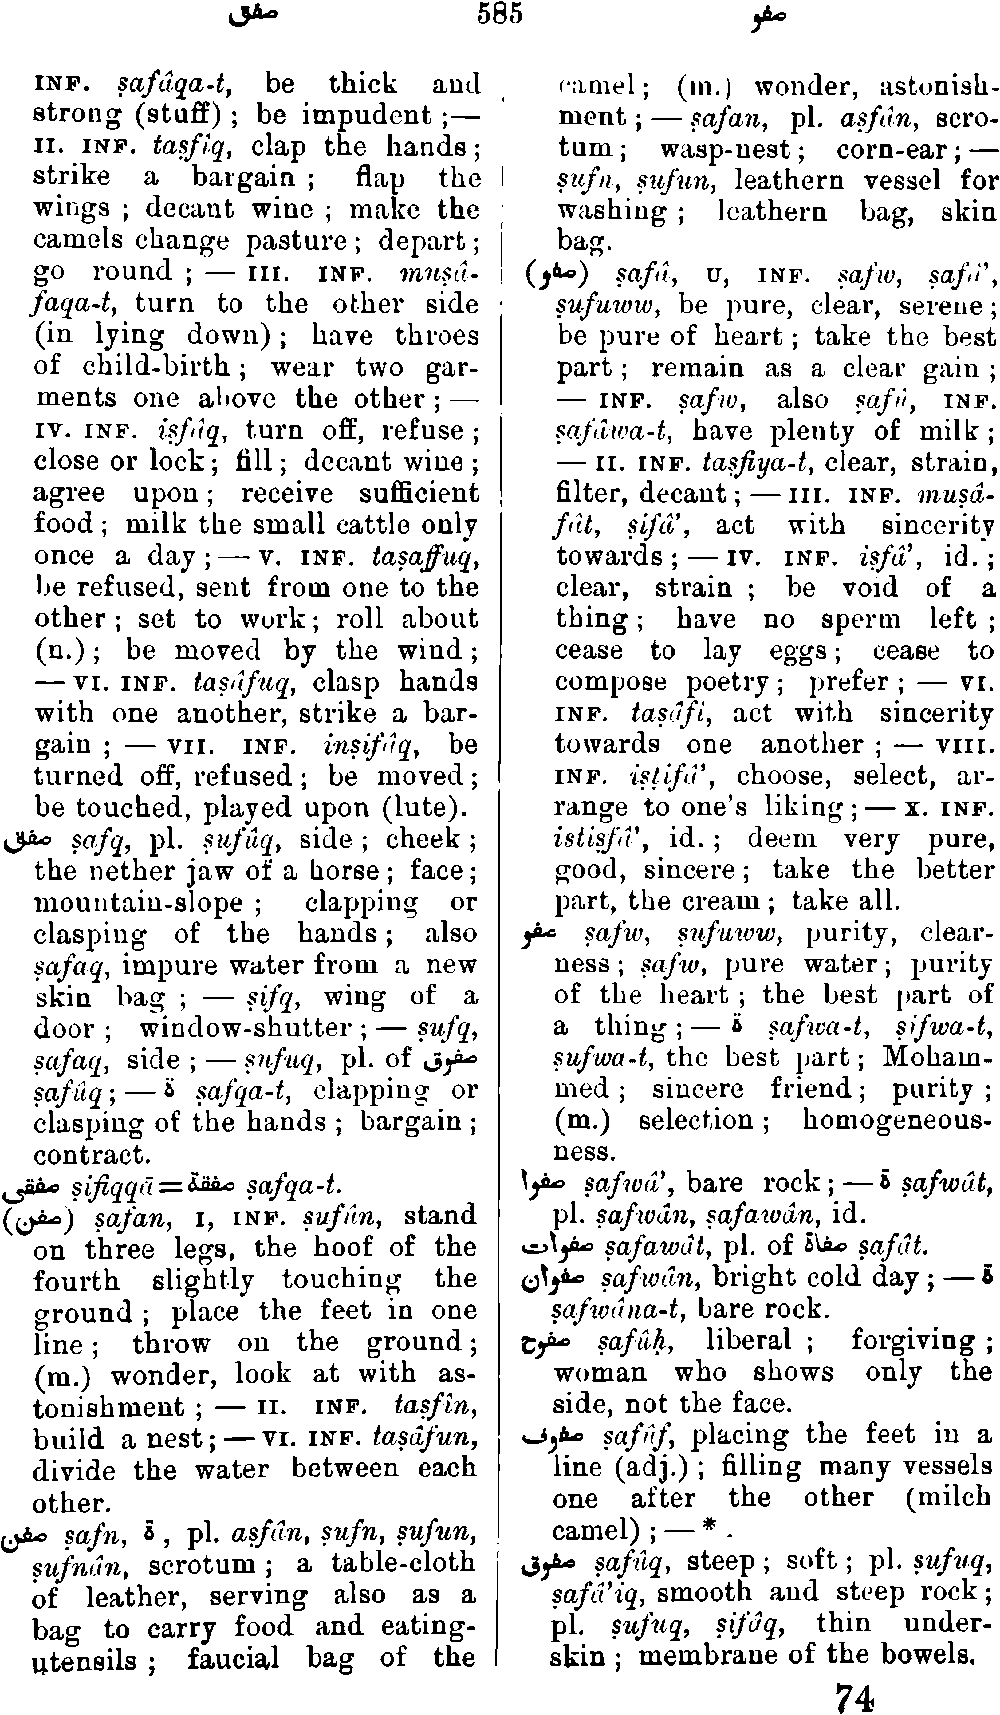 صفق 585 صفو
INF. ṣafâqa-t, be thick and
strong (stuff) ; be impudent ;—
II. INF. taṣfîq, clap the hands ;
strike a bargain ; flap the
wings ; decant wine ; make the
camels change pasture ; depart ;
go round ; — III. INF. muṣâ-
faqa-t, turn to the other side
(in lying down) ; have throes
of child-birth ; wear two gar-
ments one above the other ; —
IV. INF. iṣfâq, turn off, refuse ;
close or lock ; fill ; decant wine ;
agree upon ; receive sufficient
food ; milk the small cattle only
once a day ; — V. INF. taṣaffuq,
be refused, sent from one to the
other ; set to work ; roll about
(n.) ; be moved by the wind ;
— VI. INF. taṣâfuq, clasp hands
with one another, strike a bar-
gain ; — VII. INF. inṣifâq, be
turned off, refused ; be moved ;
be touched, played upon (lute).
صفق ṣafq, pl. ṣufûq, side ; cheek ;
the nether jaw of a horse ; face ;
mountain-slope ; clapping or
clasping of the hands ; also
ṣafaq, impure water from a new
skin bag ; — ṣifq, wing of a
door ; window-shutter ; — ṣufq,
ṣafaq, side ; — ṣufuq, pl. of صفوق
ṣafûq ; — ة ṣafqa-t, clapping or
clasping of the hands ; bargain ;
contract.
صفقى ṣifiqqā = صفقة ṣafqa-t.
(صفن) ṣafan, I, INF. ṣufûn, stand
on three legs, the hoof of the
fourth slightly touching the
ground ; place the feet in one
line ; throw on the ground ;
(m.) wonder, look at with as-
tonishment ; — II. INF. taṣfîn,
build a nest ; — VI. INF. taṣâfun,
divide the water between each
other.
صفن ṣafn, ة , pl. aṣfân, ṣufn, ṣufun,
ṣufnân, scrotum ; a table-cloth
of leather, serving also as a
bag to carry food and eating-
utensils ; faucial bag of the
camel ; (m.) wonder, astonish-
ment ; — ṣafan, pl. aṣfân, scro-
tum ; wasp-nest ; corn-ear ; —
ṣufn, ṣufun, leathern vessel for
washing ; leathern bag, skin
bag.
(صفو) ṣafâ, U, INF. ṣafw, ṣafâ’,
ṣufuww, be pure, clear, serene ;
be pure of heart ; take the best
part ; remain as a clear gain ;
— INF. ṣafw, also ṣafû, INF.
ṣafâwa-t, have plenty of milk ;
— II. INF. taṣfiya-t, clear, strain,
filter, decant ; — III. INF. muṣâ-
fât, ṣifâ’, act with sincerity
towards ; — IV. INF. iṣfâ’, id. ;
clear, strain ; be void of a
thing ; have no sperm left ;
cease to lay eggs ; cease to
compose poetry ; prefer ; — VI.
INF. taṣâfî, act with sincerity
towards one another ; — VIII.
INF. iṣṭifâ’, choose, select, ar-
range to one’s liking ; — X. INF.
istiṣfâ’, id. ; deem very pure,
good, sincere ; take the better
part, the cream ; take all.
صفو ṣafw, ṣufuww, purity, clear-
ness ; ṣafw, pure water ; purity
of the heart ; the best part of
a thing ; — ة ṣafwa-t, ṣifwa-t,
ṣufwa-t, the best part ; Moham-
med ; sincere friend ; purity ;
(m.) selection ; homogeneous-
ness.
صفوا ṣafwâ’, bare rock ; — ة ṣafwât,
pl. ṣafwân, ṣafawân, id.
صفوات ṣafawât, pl. of صفاة ṣafât.
صفوان ṣafwân, bright cold day ; — ة
ṣafwâna-t, bare rock.
صفوح ṣafûḥ, liberal ; forgiving ;
woman who shows only the
side, not the face.
صفوف ṣafûf, placing the feet in a
line (adj.) ; filling many vessels
one after the other (milch
camel) ; — * .
صفوق ṣafûq, steep ; soft ; pl. ṣufuq,
ṣafâ’iq, smooth and steep rock ;
pl. ṣufuq, ṣifâq, thin under-
skin ; membrane of the bowels.
74